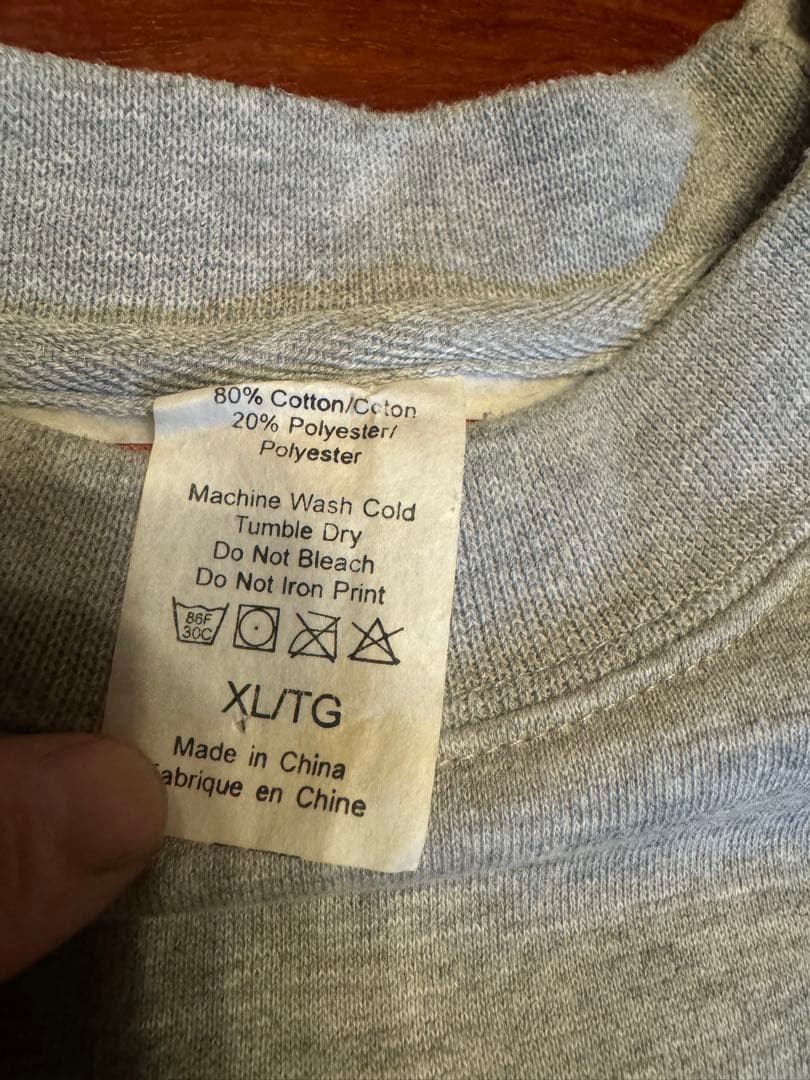 80% Cotton/Coton
20% Polyester/
Polyester
Machine Wash Cold
Tumble Dry
Do Not Bleach
Do Not Iron Print
86F
30C
XL/TG
Made in China
abrique en Chine